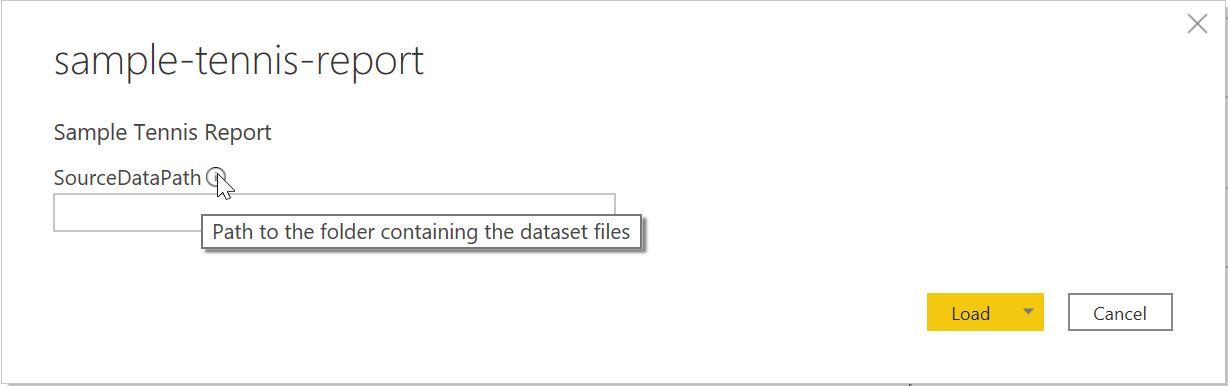 sample-tennis-report
Sample Tennis Report
SourceDataPath
Path to the folder containing the dataset files
Load
Cancel